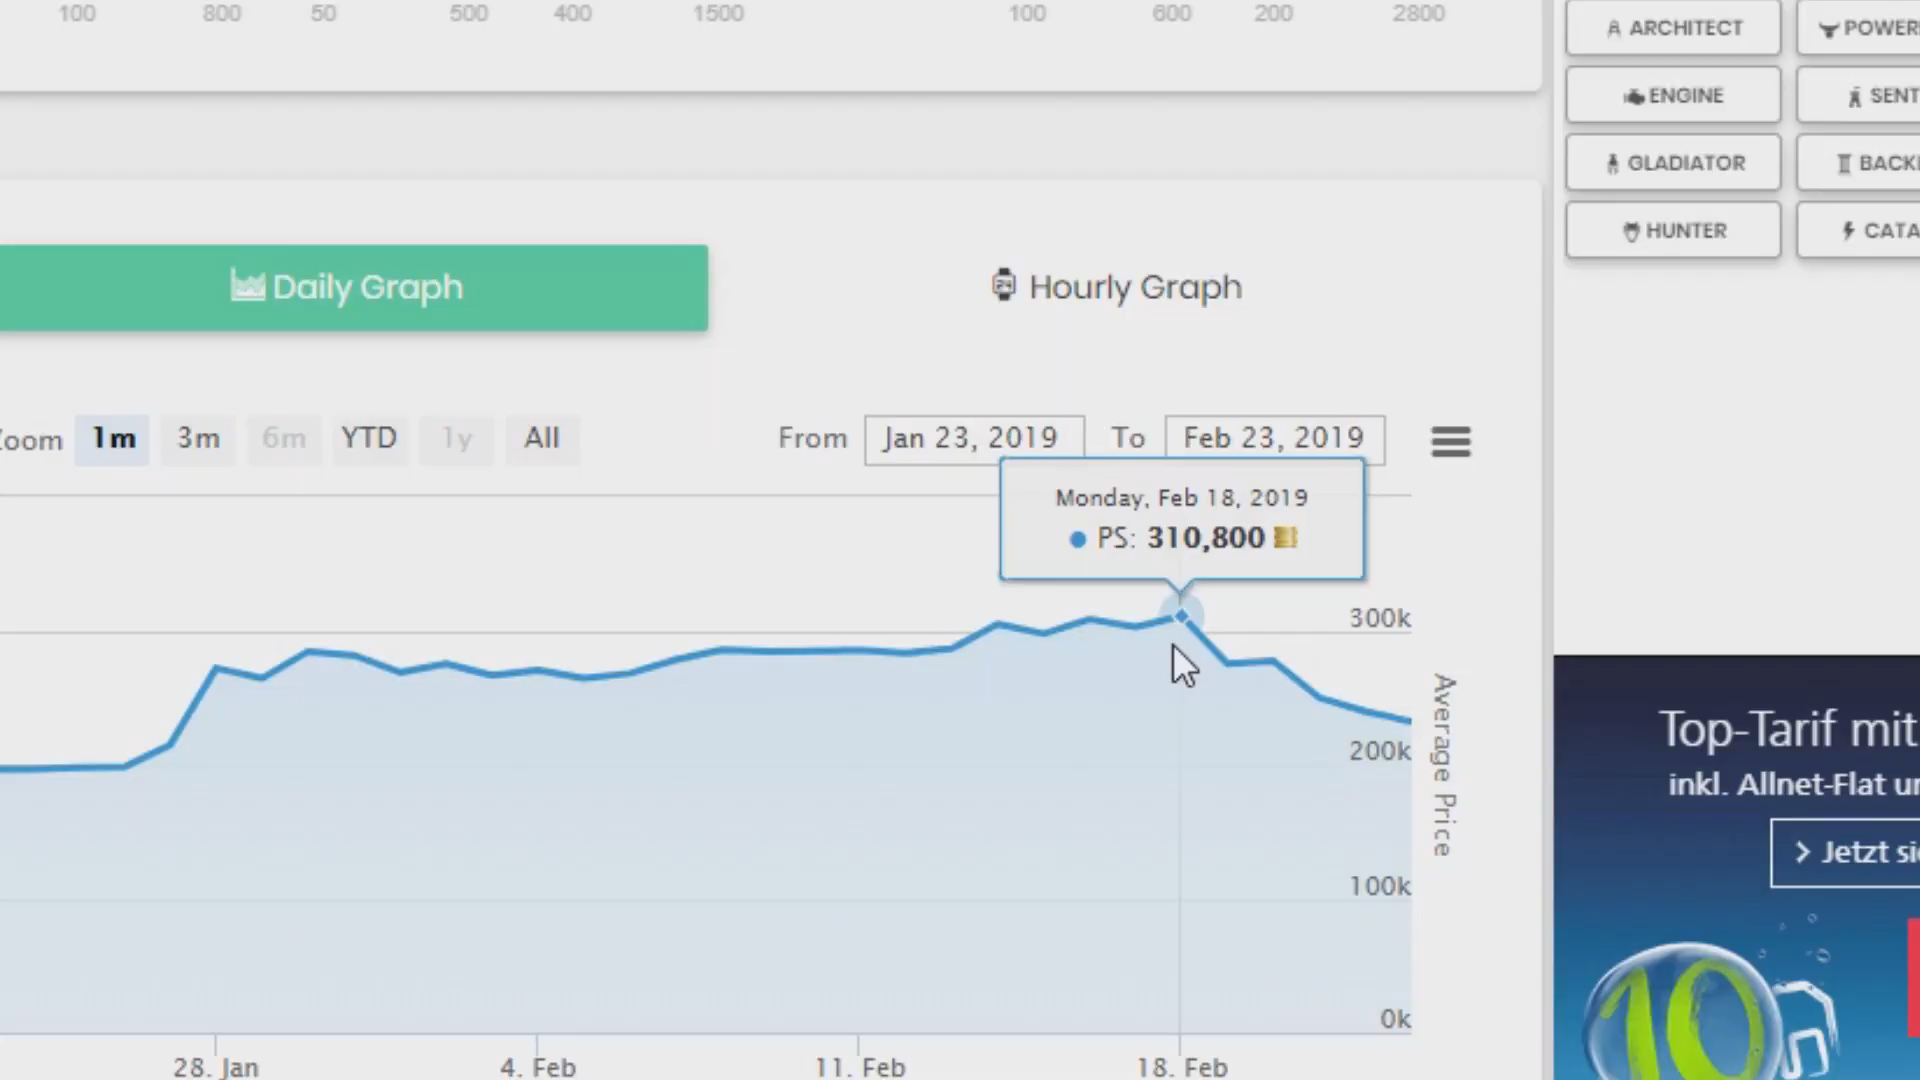 100 800 50 500 400 1500 100 600 200 2800
ARCHITECT
ENGINE
GLADIATOR
BACK
HUNTER
CATA
SENT
POWER
Daily Graph
Hourly Graph
1m 3m 6m YTD 1y All
From Jan 23, 2019 To Feb 23, 2019
Monday, Feb 18, 2019
PS: 310,800
300k
200k
100k
0k
Average Price
28. Jan 4. Feb 11. Feb 18. Feb
Top-Tarif mit
inkl. Allnet-Flat
Jetzt
10